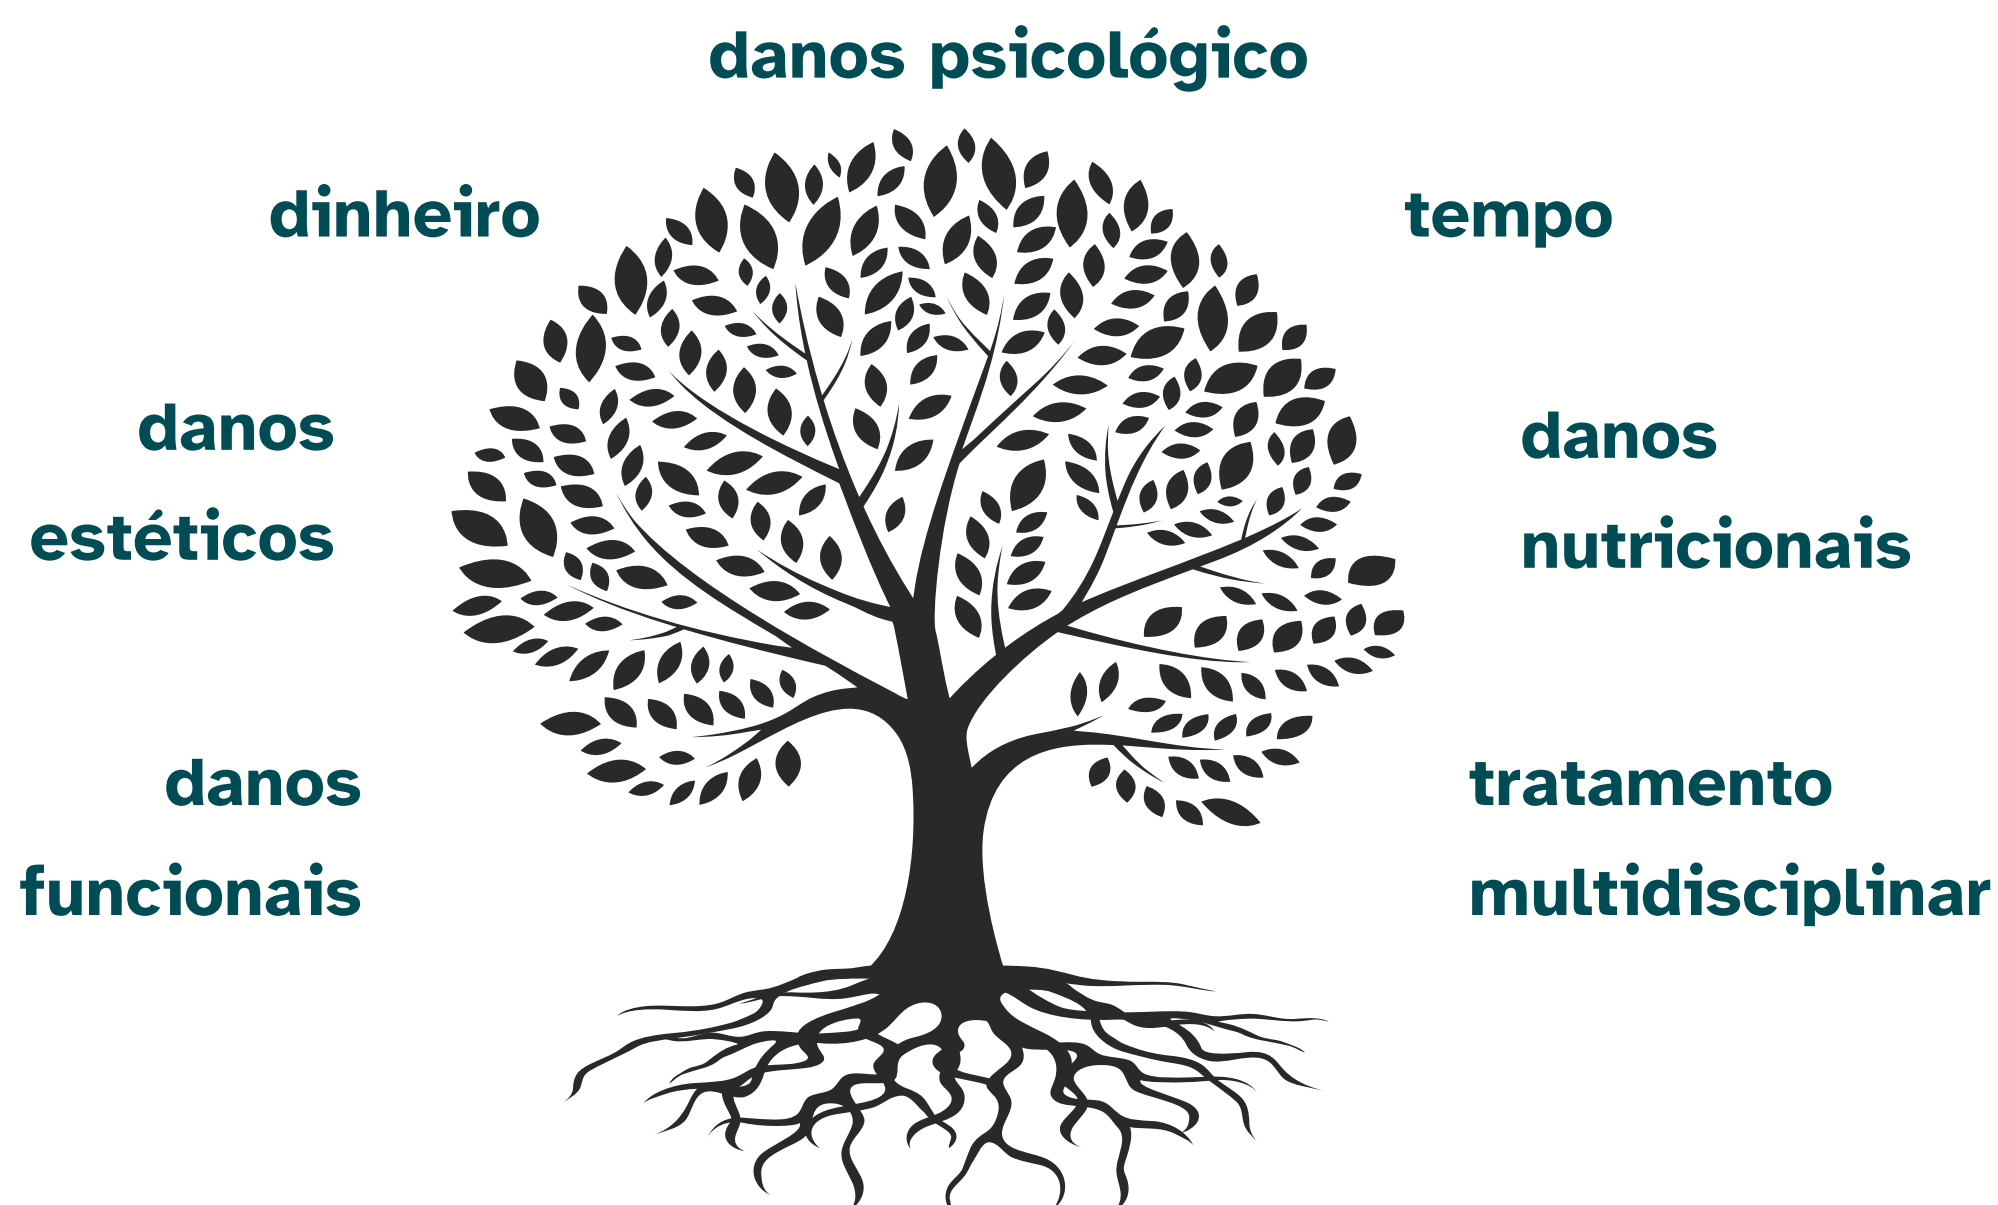 danos psicológico
dinheiro
tempo
danos
estéticos
danos
nutricionais
danos
funcionais
tratamento
multidisciplinar